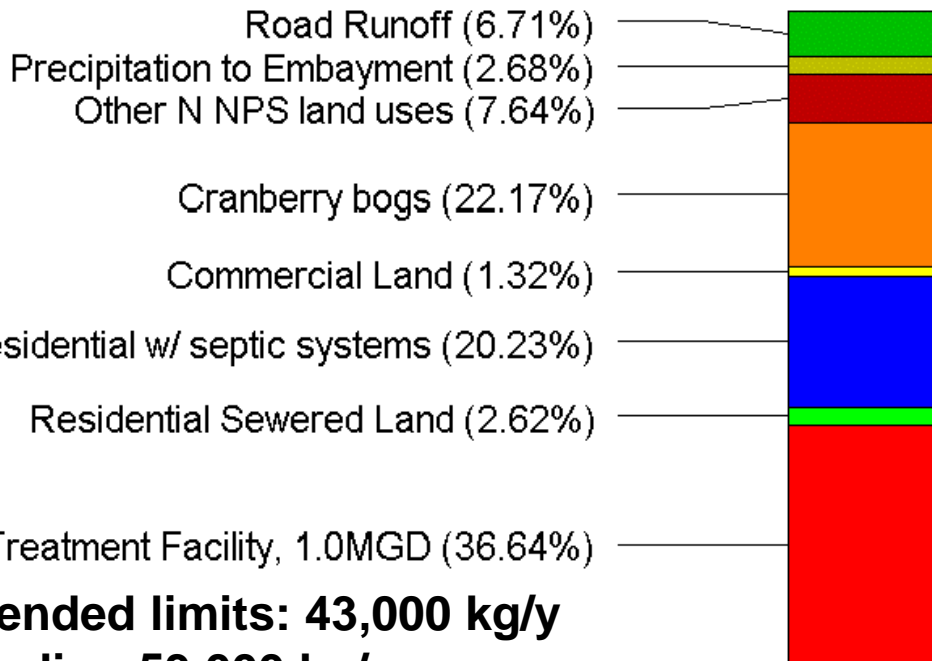 Road Runoff (6.71%)
Precipitation to Embayment (2.68%)
Other N NPS land uses (7.64%)
Cranberry bogs (22.17%)
Commercial Land (1.32%)
esidential w/ septic systems (20.23%)
Residential Sewered Land (2.62%)
Treatment Facility, 1.0MGD (36.64%)
ended limits: 43,000 kg/y